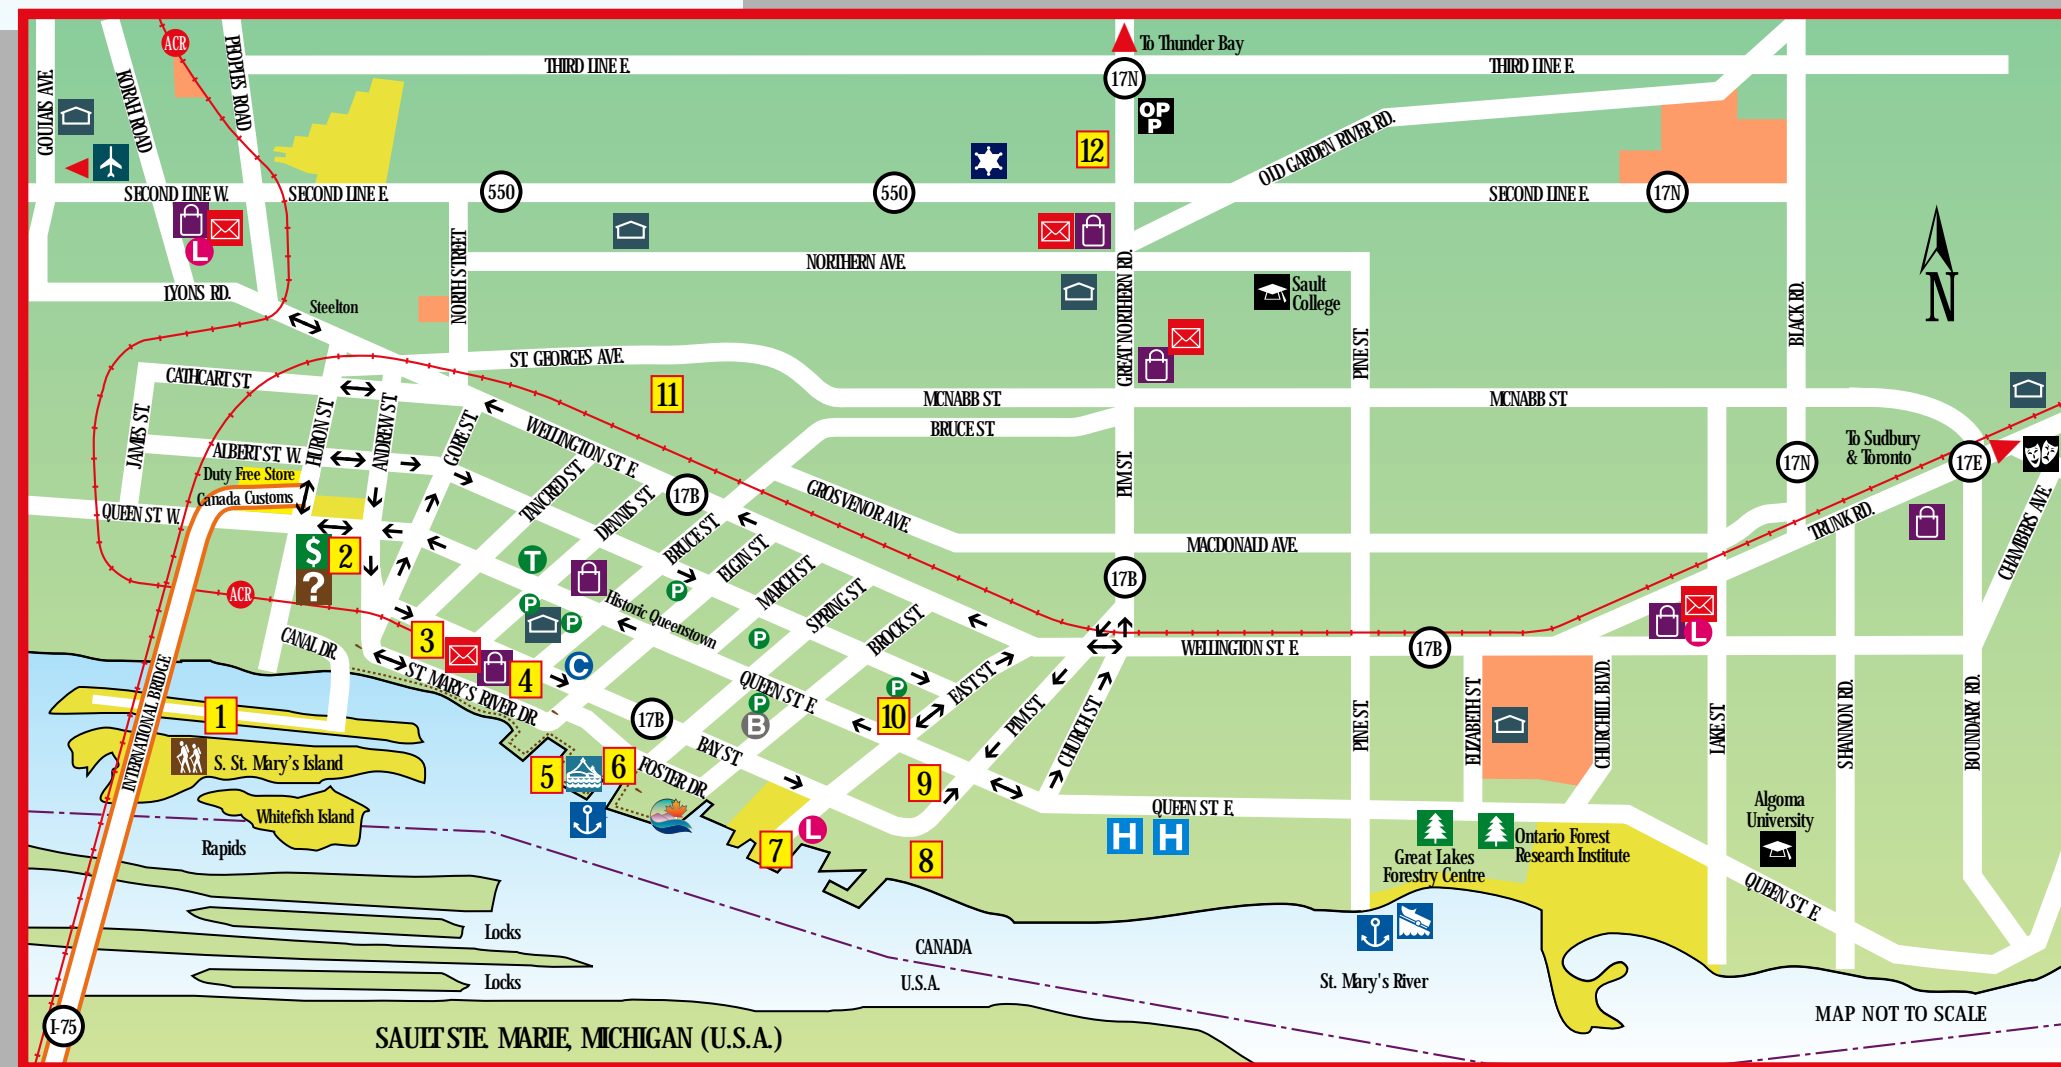 ACR
To Thunder Bay
THIRD LINE E.
THIRD LINE E.
17N
GOULAIS AVE.
KORAH ROAD
PEOPLES ROAD
OPP
12
OLD GARDEN RIVER RD.
SECOND LINE W.
SECOND LINE E.
550
550
SECOND LINE E.
17N
L
NORTH STREET
NORTHERN AVE.
GREAT NORTHERN RD.
Sault
College
N
LYONS RD.
Steelton
BLACK RD.
PINE ST.
ST. GEORGES AVE.
CATHCART ST.
11
MCNABB ST.
MCNABB ST.
BRUCE ST.
JAMES ST.
HURON ST.
ANDREW ST.
GORE ST.
WELLINGTON ST. E.
ALBERT ST. W.
Duty Free Store
Canada Customs
QUEEN ST. W.
To Sudbury
& Toronto
17N
17E
PIM ST.
TANCRED ST.
DENNIS ST.
17B
GROSVENOR AVE.
TRUNK RD.
CHAMBERS AVE.
BRUCE ST.
ELGIN ST.
MARCH ST.
SPRING ST.
BROCK ST.
MACDONALD AVE.
$
2
?
T
P
P
P
P
P
P
17B
ACR
Historic Queenstown
L
3
4
C
CANAL DR.
ST. MARY'S RIVER DR.
WELLINGTON ST. E.
17B
QUEEN ST. E.
EAST ST.
PIM ST.
CHURCH ST.
PINE ST.
ELIZABETH ST.
CHURCHILL BLVD.
LAKE ST.
SHANNON RD.
BOUNDARY RD.
INTERNATIONAL BRIDGE
1
17B
B
10
BAY ST.
S. St. Mary's Island
5
6
FOSTER DR.
9
Whitefish Island
QUEEN ST. E.
Algoma
University
Rapids
7
L
8
H
H
Great Lakes
Forestry Centre
Ontario Forest
Research Institute
QUEEN ST. E.
Locks
CANADA
U.S.A.
Locks
St. Mary's River
MAP NOT TO SCALE
I-75
SAULT STE. MARIE, MICHIGAN (U.S.A.)